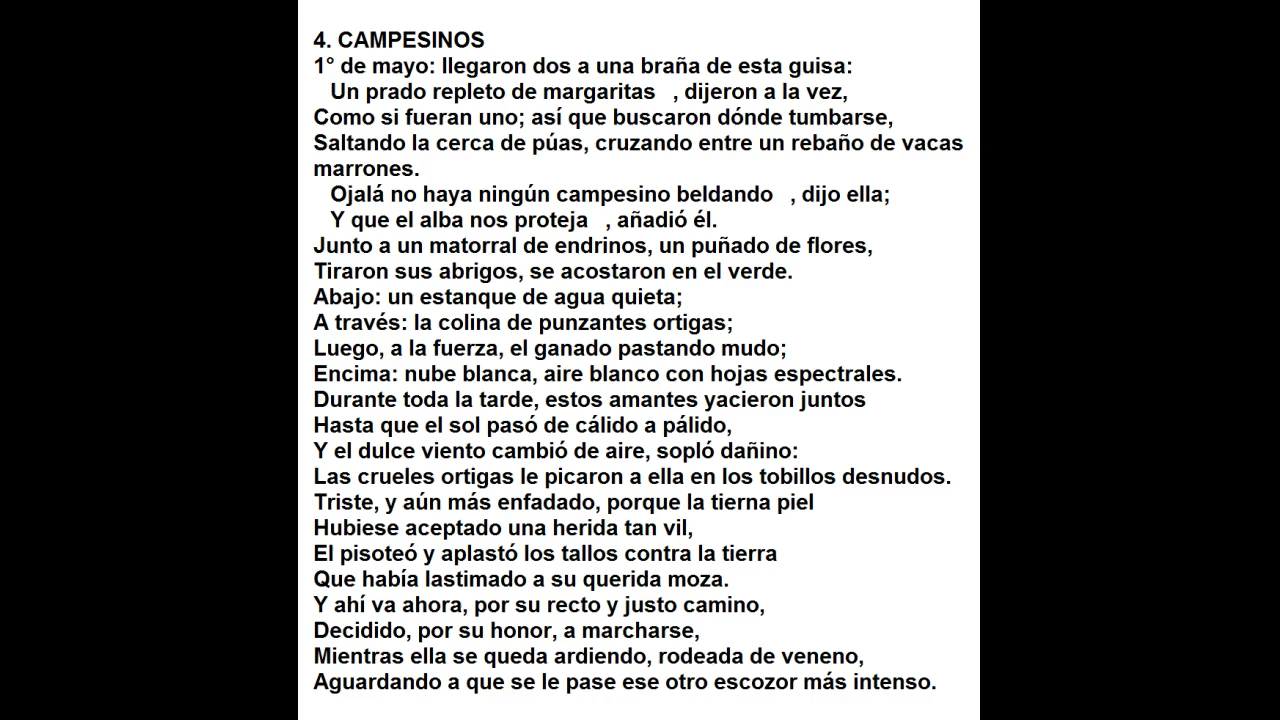 4. CAMPESINOS
1° de mayo: llegaron dos a una braña de esta guisa:
Un prado repleto de margaritas , dijeron a la vez,
Como si fueran uno; así que buscaron dónde tumbarse,
Saltando la cerca de púas, cruzando entre un rebaño de vacas
marrones.
Ojalá no haya ningún campesino beldando , dijo ella;
Y que el alba nos proteja , añadió él.
Junto a un matorral de endrinos, un puñado de flores,
Tiraron sus abrigos, se acostaron en el verde.
Abajo: un estanque de agua quieta;
A través: la colina de punzantes ortigas;
Luego, a la fuerza, el ganado pastando mudo;
Encima: nube blanca, aire blanco con hojas espectrales.
Durante toda la tarde, estos amantes yacieron juntos
Hasta que el sol pasó de cálido a pálido,
Y el dulce viento cambió de aire, sopló dañino:
Las crueles ortigas le picaron a ella en los tobillos desnudos.
Triste, y aún más enfadado, porque la tierna piel
Hubiese aceptado una herida tan vil,
El pisoteó y aplastó los tallos contra la tierra
Que había lastimado a su querida moza.
Y ahí va ahora, por su recto y justo camino,
Decidido, por su honor, a marcharse,
Mientras ella se queda ardiendo, rodeada de veneno,
Aguardando a que se le pase ese otro escozor más intenso.